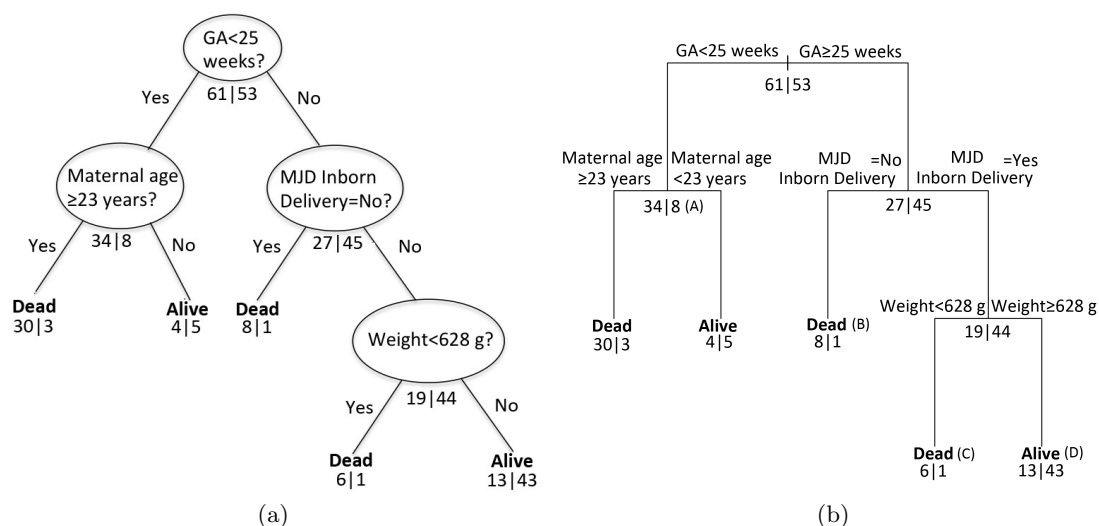 GA<25
weeks?
61|53
Yes
No
Maternal age
≥23 years?
34|8
MJD Inborn
Delivery=No?
27|45
Yes
No
Yes
No
Dead
30|3
Alive
4|5
Dead
8|1
Weight<628 g?
19|44
Yes
No
Dead
6|1
Alive
13|43
(a)
GA<25 weeks
GA≥25 weeks
61|53
Maternal age
≥23 years
Maternal age
<23 years
34|8 (A)
MJD =No
Inborn Delivery
MJD =Yes
Inborn Delivery
27|45
Dead
30|3
Alive
4|5
Dead (B)
8|1
Weight<628 g
Weight≥628 g
19|44
Dead (C)
6|1
Alive (D)
13|43
(b)